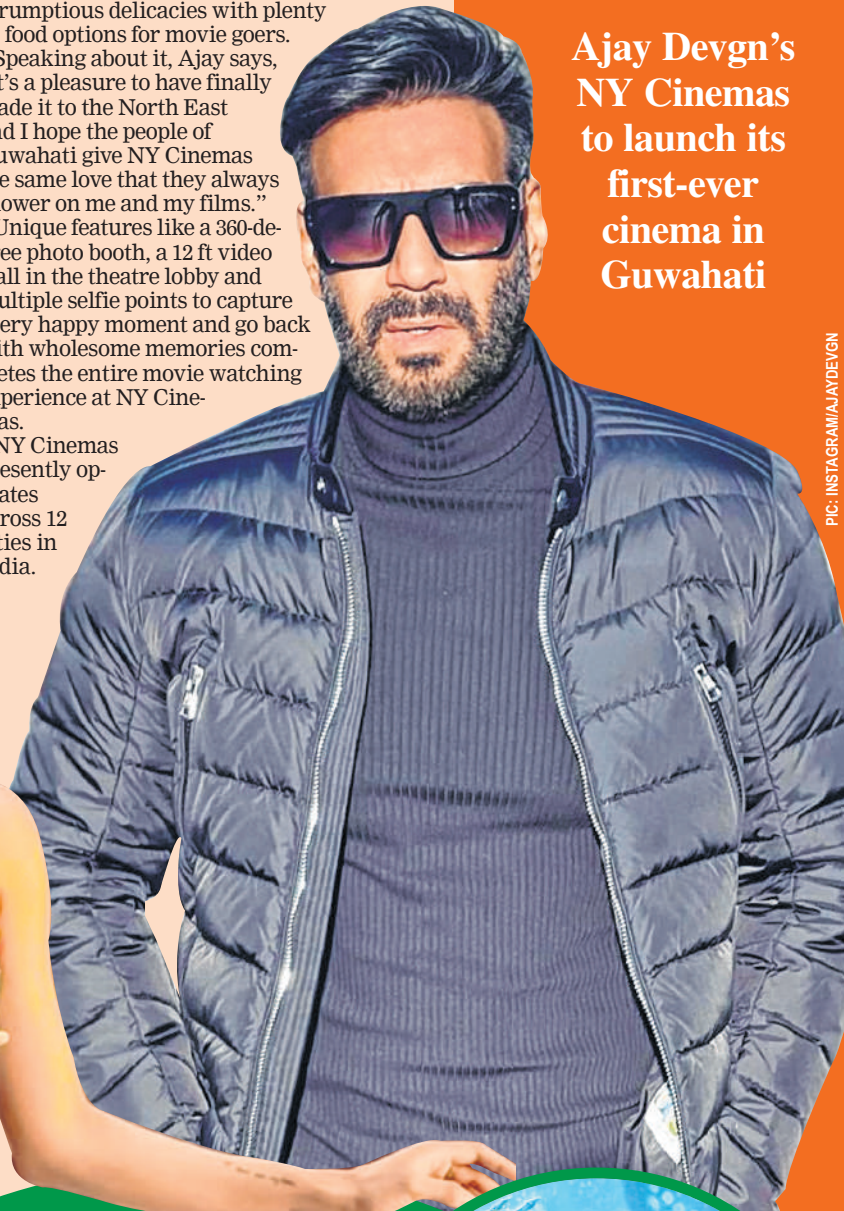 rumptious delicacies with plenty
food options for movie goers.
Speaking about it, Ajay says,
t’s a pleasure to have finally
ade it to the North East
nd I hope the people of
uwahati give NY Cinemas
e same love that they always
ower on me and my films.”
Unique features like a 360-de-
ree photo booth, a 12 ft video
all in the theatre lobby and
ultiple selfie points to capture
ery happy moment and go back
ith wholesome memories com-
etes the entire movie watching
perience at NY Cine-
as.
NY Cinemas
esently op-
ates
ross 12
ties in
dia.
Ajay Devgn’s
NY Cinemas
to launch its
first-ever
cinema in
Guwahati
PIC: INSTAGRAM/AJAYDEVGN